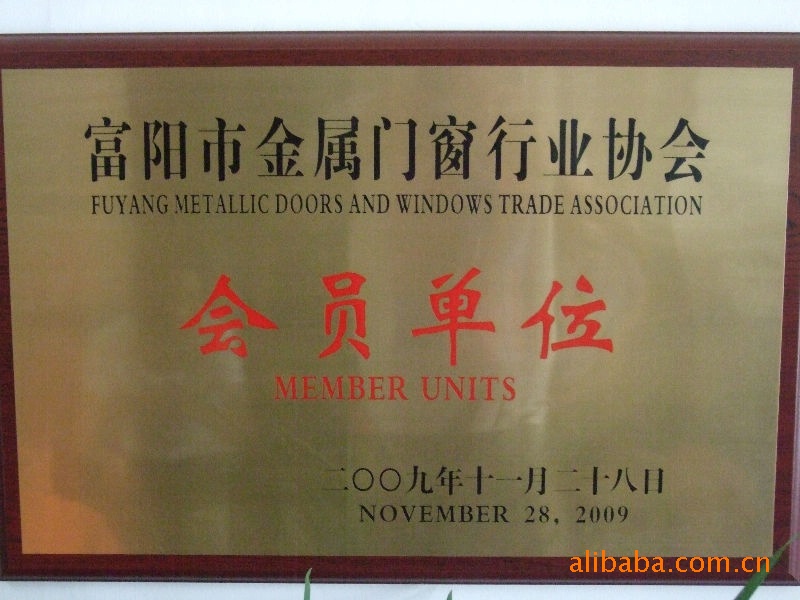 富阳市金属门窗行业协会
FUYANG METALLIC DOORS AND WINDOWS TRADE ASSOCIATION
会员单位
MEMBER UNITS
二〇〇九年十一月二十八日
NOVEMBER 28, 2009
alibaba.com.cn